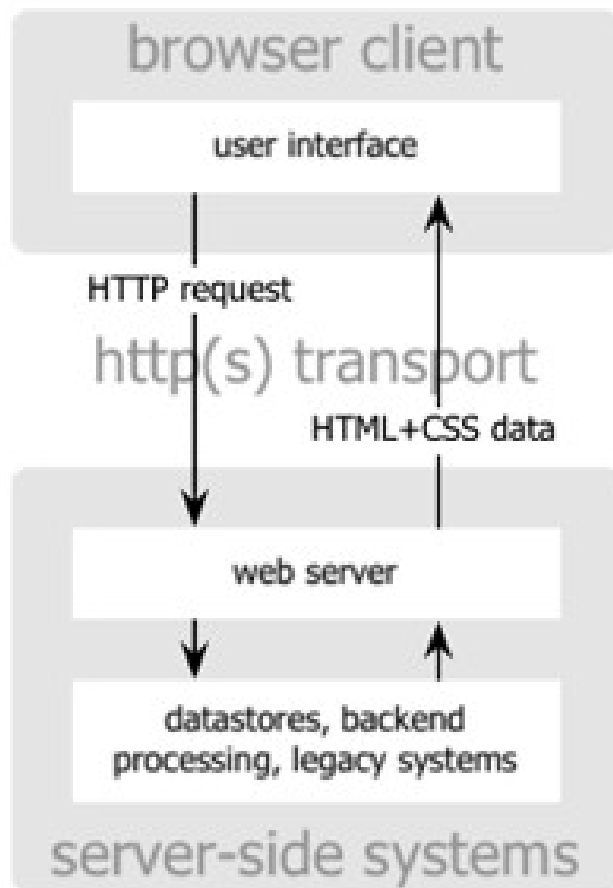 browser client
user interface
HTTP request
http(s) transport
HTML+CSS data
web server
datastores, backend
processing, legacy systems
server-side systems